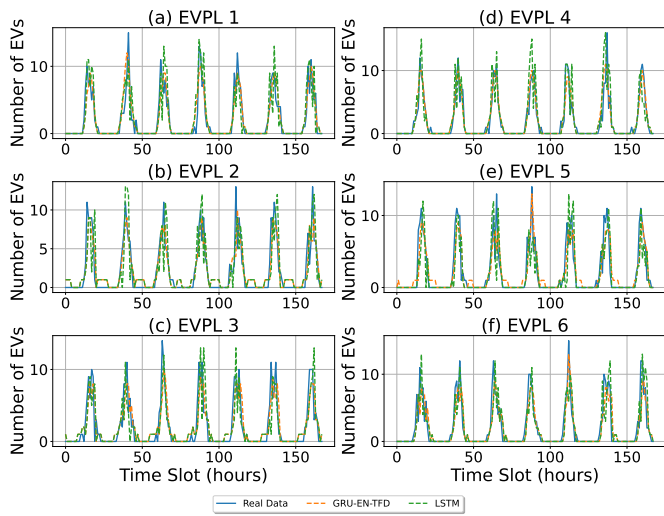 (a) EVPL 1
Number of EVs
10
0
0 50 100 150
(d) EVPL 4
Number of EVs
10
0
0 50 100 150
(b) EVPL 2
Number of EVs
10
5
0
0 50 100 150
(e) EVPL 5
Number of EVs
10
0
0 50 100 150
(c) EVPL 3
Number of EVs
10
0
0 50 100 150
Time Slot (hours)
(f) EVPL 6
Number of EVs
10
0
0 50 100 150
Time Slot (hours)
Real Data GRU-EN-TFD LSTM